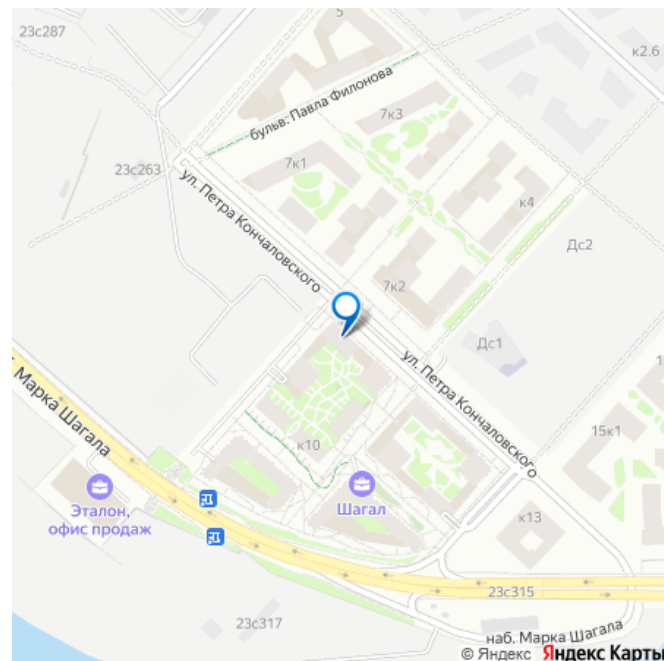 23с287
5
к2.6
бульв. Павла Филонова
7к3
23с263
7к1
ул. Петра Кончаловского
к4
Дс2
7к2
Дс1
ул. Петра Кончаловского
Марка Шагала
15к1
к10
Шагал
Эталон,
офис продаж
к13
23с315
23с317
наб. Марка Шагала
© Яндекс Яндекс Карты